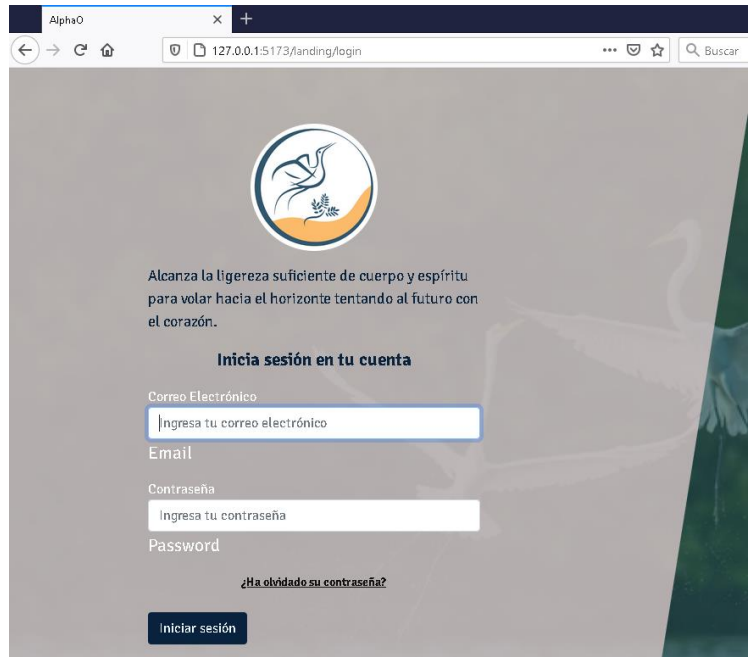 AlphaO
127.0.0.1:5173/landing/login
Buscar
Alcanza la ligereza suficiente de cuerpo y espíritu
para volar hacia el horizonte tentando al futuro con
el corazón.
Inicia sesión en tu cuenta
Correo Electrónico
Ingresa tu correo electrónico
Email
Contraseña
Ingresa tu contraseña
Password
¿Ha olvidado su contraseña?
Iniciar sesión